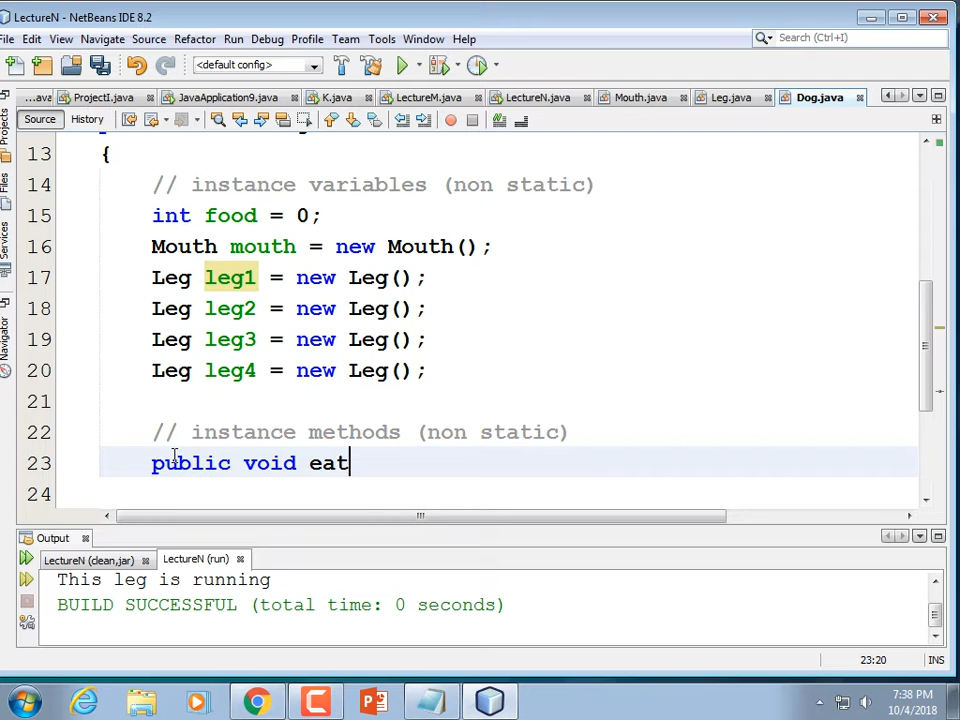 LectureN - NetBeans IDE 8.2
File Edit View Navigate Source Refactor Run Debug Profile Team Tools Window Help
Search (Ctrl+I)
<default config>
...ava ProjectI.java JavaApplication9.java K.java LectureM.java LectureN.java Mouth.java Leg.java Dog.java
Source History
Projects
Files
Services
Navigator
13 {
14 // instance variables (non static)
15 int food = 0;
16 Mouth mouth = new Mouth();
17 Leg leg1 = new Leg();
18 Leg leg2 = new Leg();
19 Leg leg3 = new Leg();
20 Leg leg4 = new Leg();
21
22 // instance methods (non static)
23 public void eat
24
Output
LectureN (clean,jar) LectureN (run)
This leg is running
BUILD SUCCESSFUL (total time: 0 seconds)
23:20 INS
7:38 PM
10/4/2018